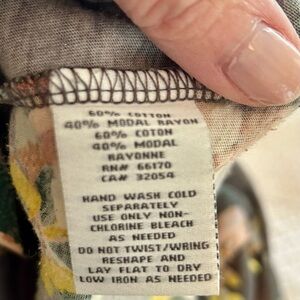 60% COTTON
40% MODAL RAYON
60% COTON
40% MODAL
RAYONNE
RN# 66170
CA# 32054
HAND WASH COLD
SEPARATELY
USE ONLY NON-
CHLORINE BLEACH
AS NEEDED
DO NOT TWIST/WRING
RESHAPE AND
LAY FLAT TO DRY
LOW IRON AS NEEDED